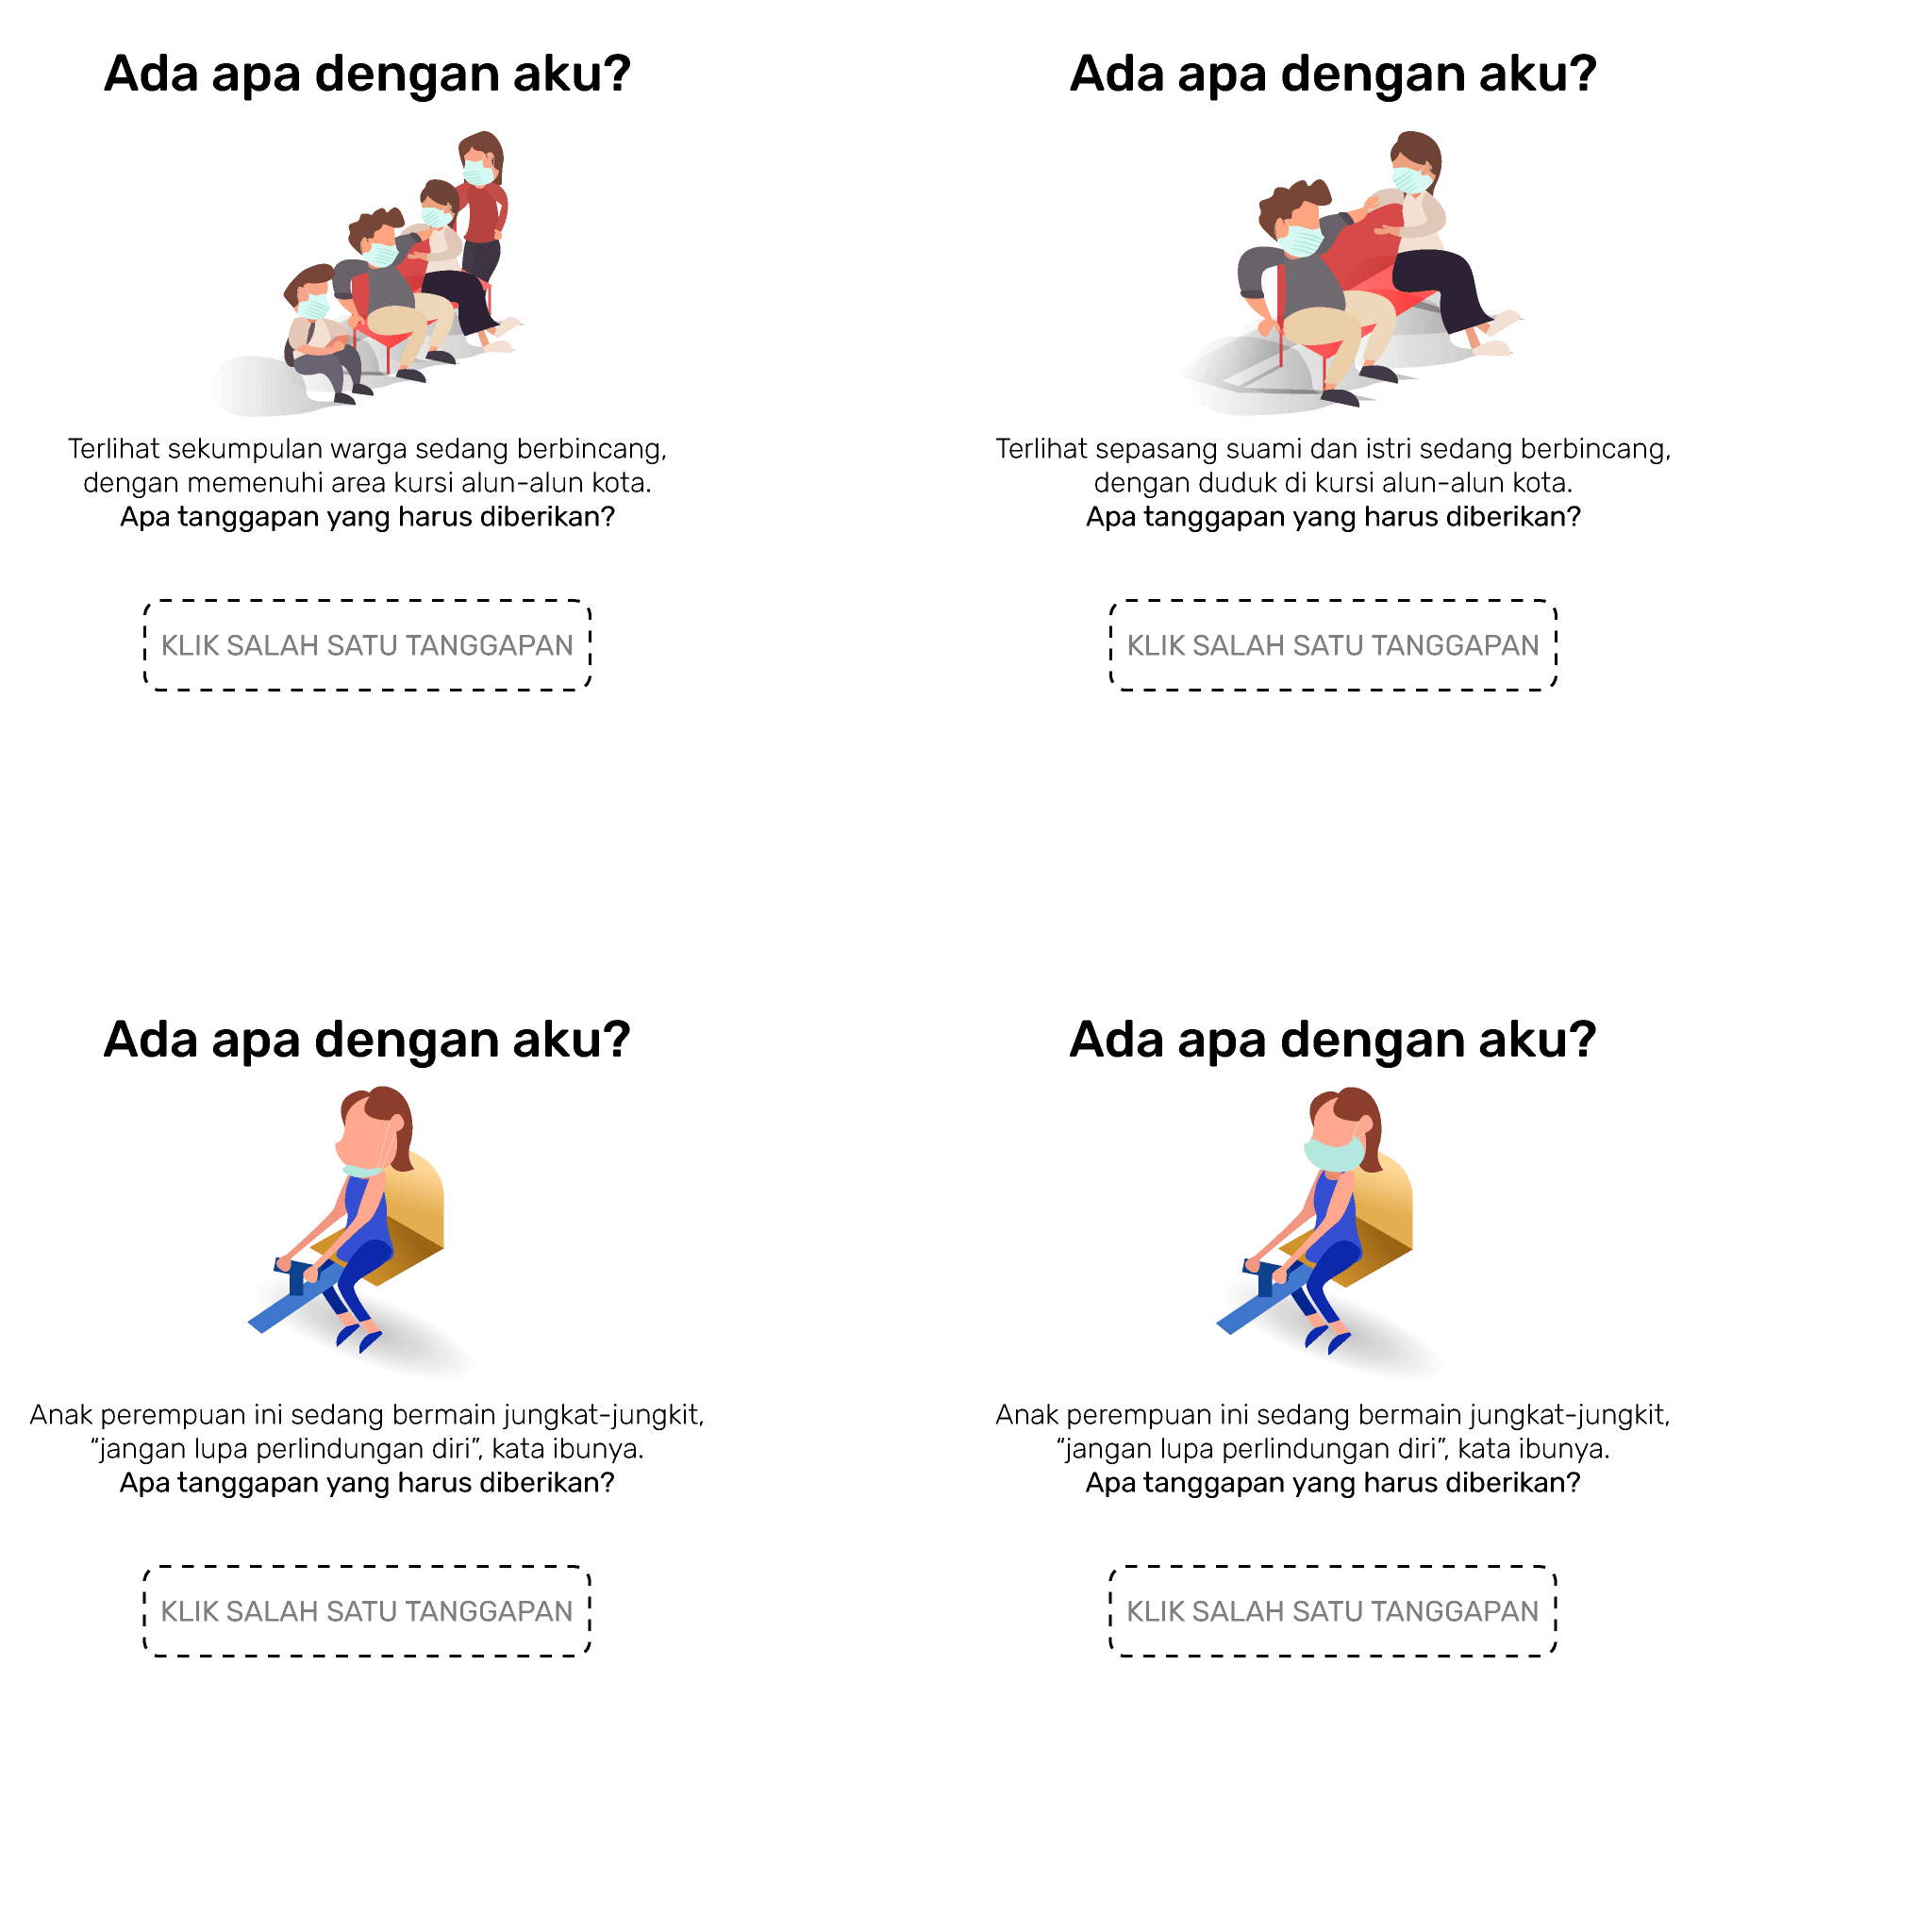 Ada apa dengan aku?
Terlihat sekumpulan warga sedang berbincang,
dengan memenuhi area kursi alun-alun kota.
Apa tanggapan yang harus diberikan?
KLIK SALAH SATU TANGGAPAN
Ada apa dengan aku?
Terlihat sepasang suami dan istri sedang berbincang,
dengan duduk di kursi alun-alun kota.
Apa tanggapan yang harus diberikan?
KLIK SALAH SATU TANGGAPAN
Ada apa dengan aku?
Anak perempuan ini sedang bermain jungkat-jungkit,
“jangan lupa perlindungan diri”, kata ibunya.
Apa tanggapan yang harus diberikan?
KLIK SALAH SATU TANGGAPAN
Ada apa dengan aku?
Anak perempuan ini sedang bermain jungkat-jungkit,
“jangan lupa perlindungan diri”, kata ibunya.
Apa tanggapan yang harus diberikan?
KLIK SALAH SATU TANGGAPAN